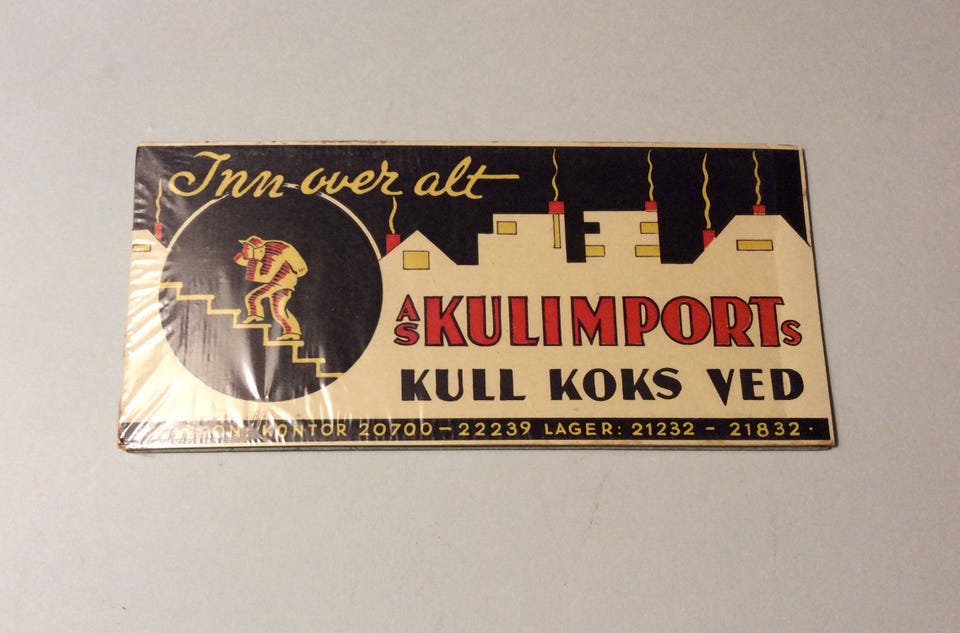 Inn over alt
A/S KULIMPORTs
KULL KOKS VED
KONTOR 20700 — 22239 LAGER: 21232 – 21832.